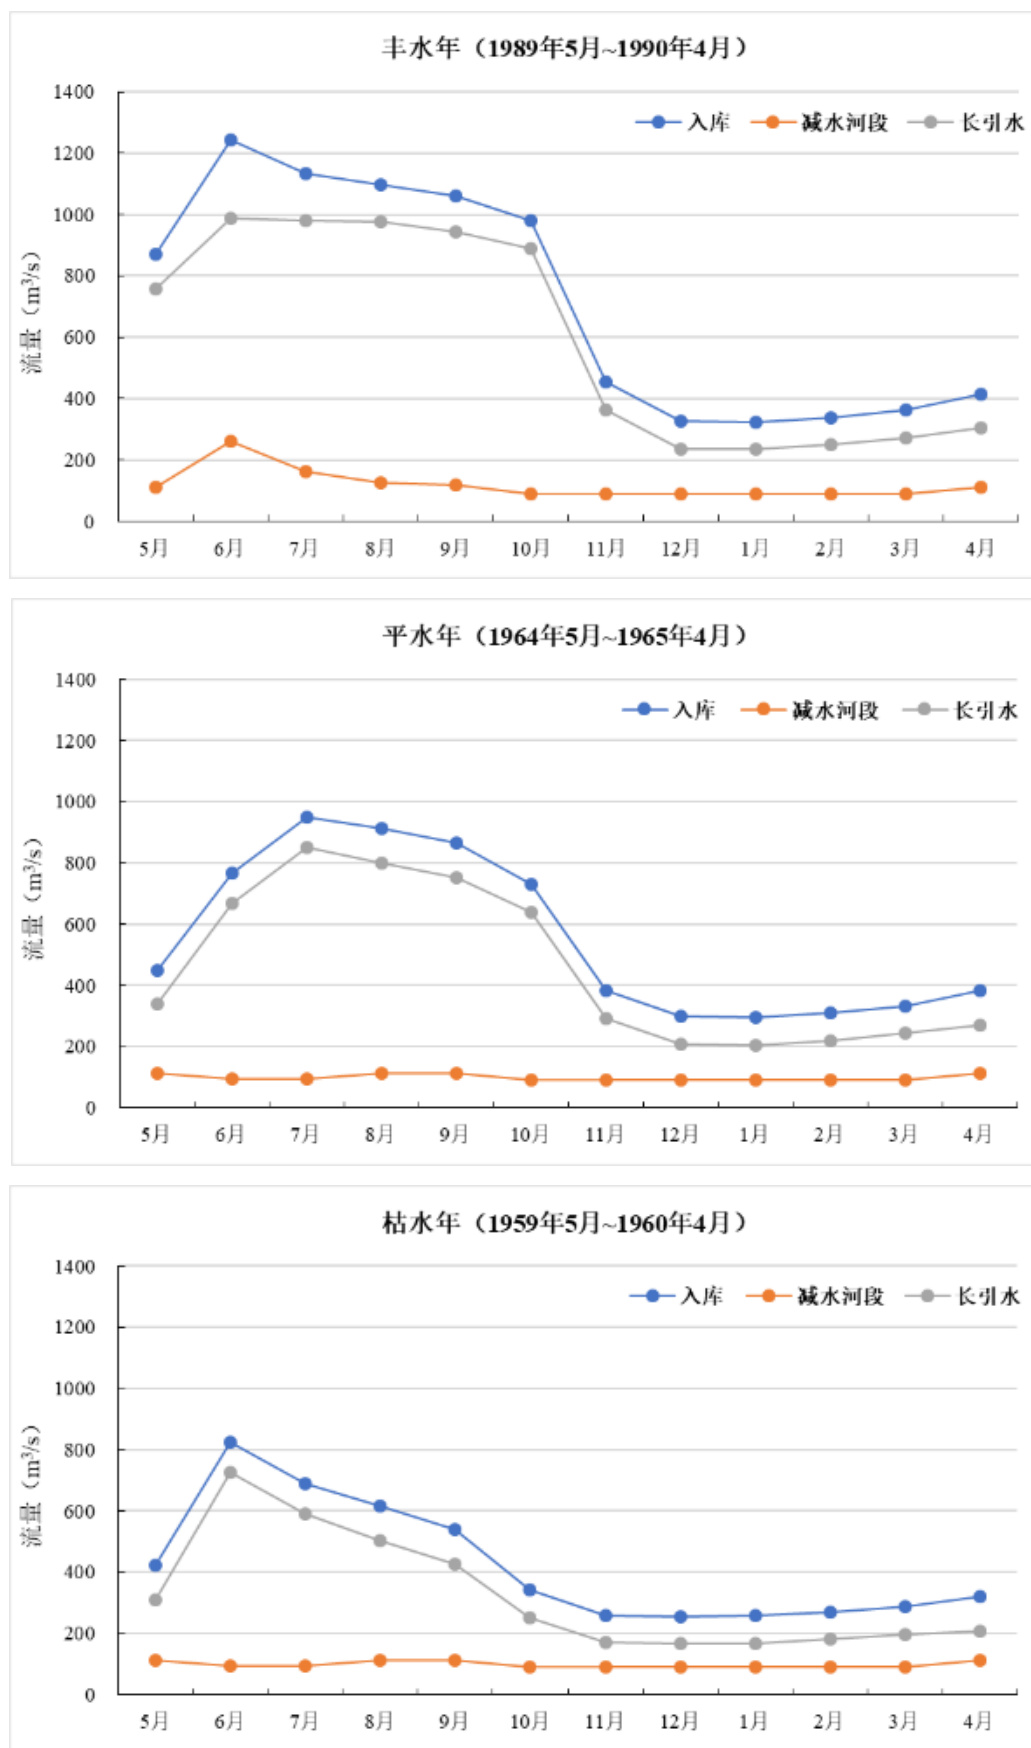 丰水年（1989年5月~1990年4月）
1400
入库 减水河段 长引水
1200
1000
800
600
400
200
0
流量（m³/s）
5月 6月 7月 8月 9月 10月 11月 12月 1月 2月 3月 4月
平水年（1964年5月~1965年4月）
1400
入库 减水河段 长引水
1200
1000
800
600
400
200
0
流量（m³/s）
5月 6月 7月 8月 9月 10月 11月 12月 1月 2月 3月 4月
枯水年（1959年5月~1960年4月）
1400
入库 减水河段 长引水
1200
1000
800
600
400
200
0
流量（m³/s）
5月 6月 7月 8月 9月 10月 11月 12月 1月 2月 3月 4月